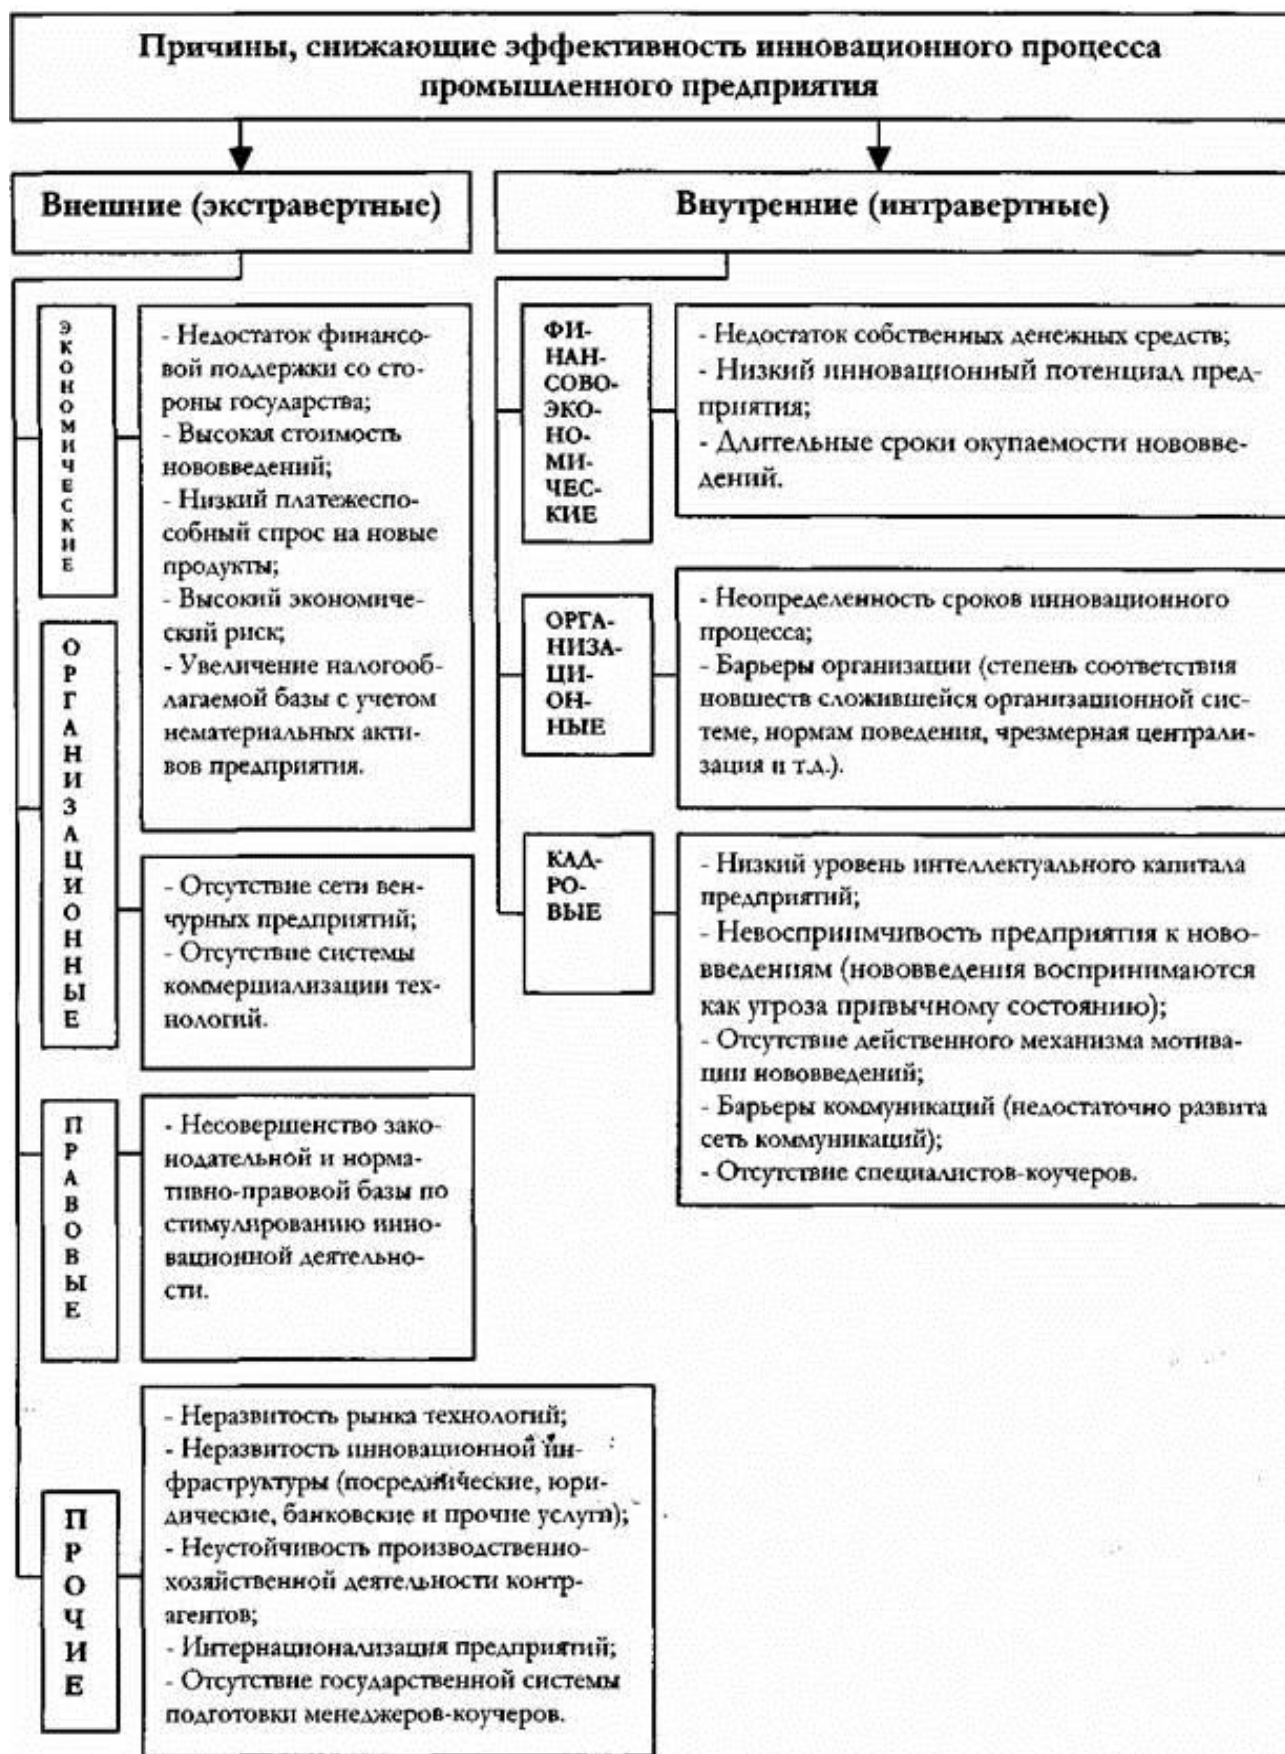 Причины, снижающие эффективность инновационного процесса
промышленного предприятия
Внешние (экстравертные)
ЭКОНОМИЧЕСКИЕ
- Недостаток финансо-
вой поддержки со сто-
роны государства;
- Высокая стоимость
нововведений;
- Низкий платежеспо-
собный спрос на новые
продукты;
- Высокий экономиче-
ский риск;
- Увеличение налогооб-
лагаемой базы с учетом
нематериальных акти-
вов предприятия.
ОРГАНИЗАЦИОННЫЕ
- Отсутствие сети вен-
чурных предприятий;
- Отсутствие системы
коммерциализации тех-
нологий.
ПРАВОВЫЕ
- Несовершенство зако-
нодательной и норма-
тивно-правовой базы по
стимулированию инно-
вационной деятельно-
сти.
ПРОЧИЕ
- Неразвитость рынка технологий;
- Неразвитость инновационной ин-
фраструктуры (посреднические, юри-
дические, банковские и прочие услуги);
- Неустойчивость производственно-
хозяйственной деятельности контр-
агентов;
- Интернационализация предприятий;
- Отсутствие государственной системы
подготовки менеджеров-коучеров.
Внутренние (интравертные)
ФИ-
НАН-
СОВО-
ЭКО-
НО-
МИ-
ЧЕС-
КИЕ
- Недостаток собственных денежных средств;
- Низкий инновационный потенциал пред-
приятия;
- Длительные сроки окупаемости нововве-
дений.
ОРГА-
НИЗА-
ЦИ-
ОН-
НЫЕ
- Неопределенность сроков инновационного
процесса;
- Барьеры организации (степень соответствия
новшеств сложившейся организационной сис-
теме, нормам поведения, чрезмерная централи-
зация и т.д.).
КАД-
РО-
ВЫЕ
- Низкий уровень интеллектуального капитала
предприятий;
- Невосприимчивость предприятия к ново-
введениям (нововведения воспринимаются
как угроза привычному состоянию);
- Отсутствие действенного механизма мотива-
ции нововведений;
- Барьеры коммуникаций (недостаточно развита
сеть коммуникаций);
- Отсутствие специалистов-коучеров.